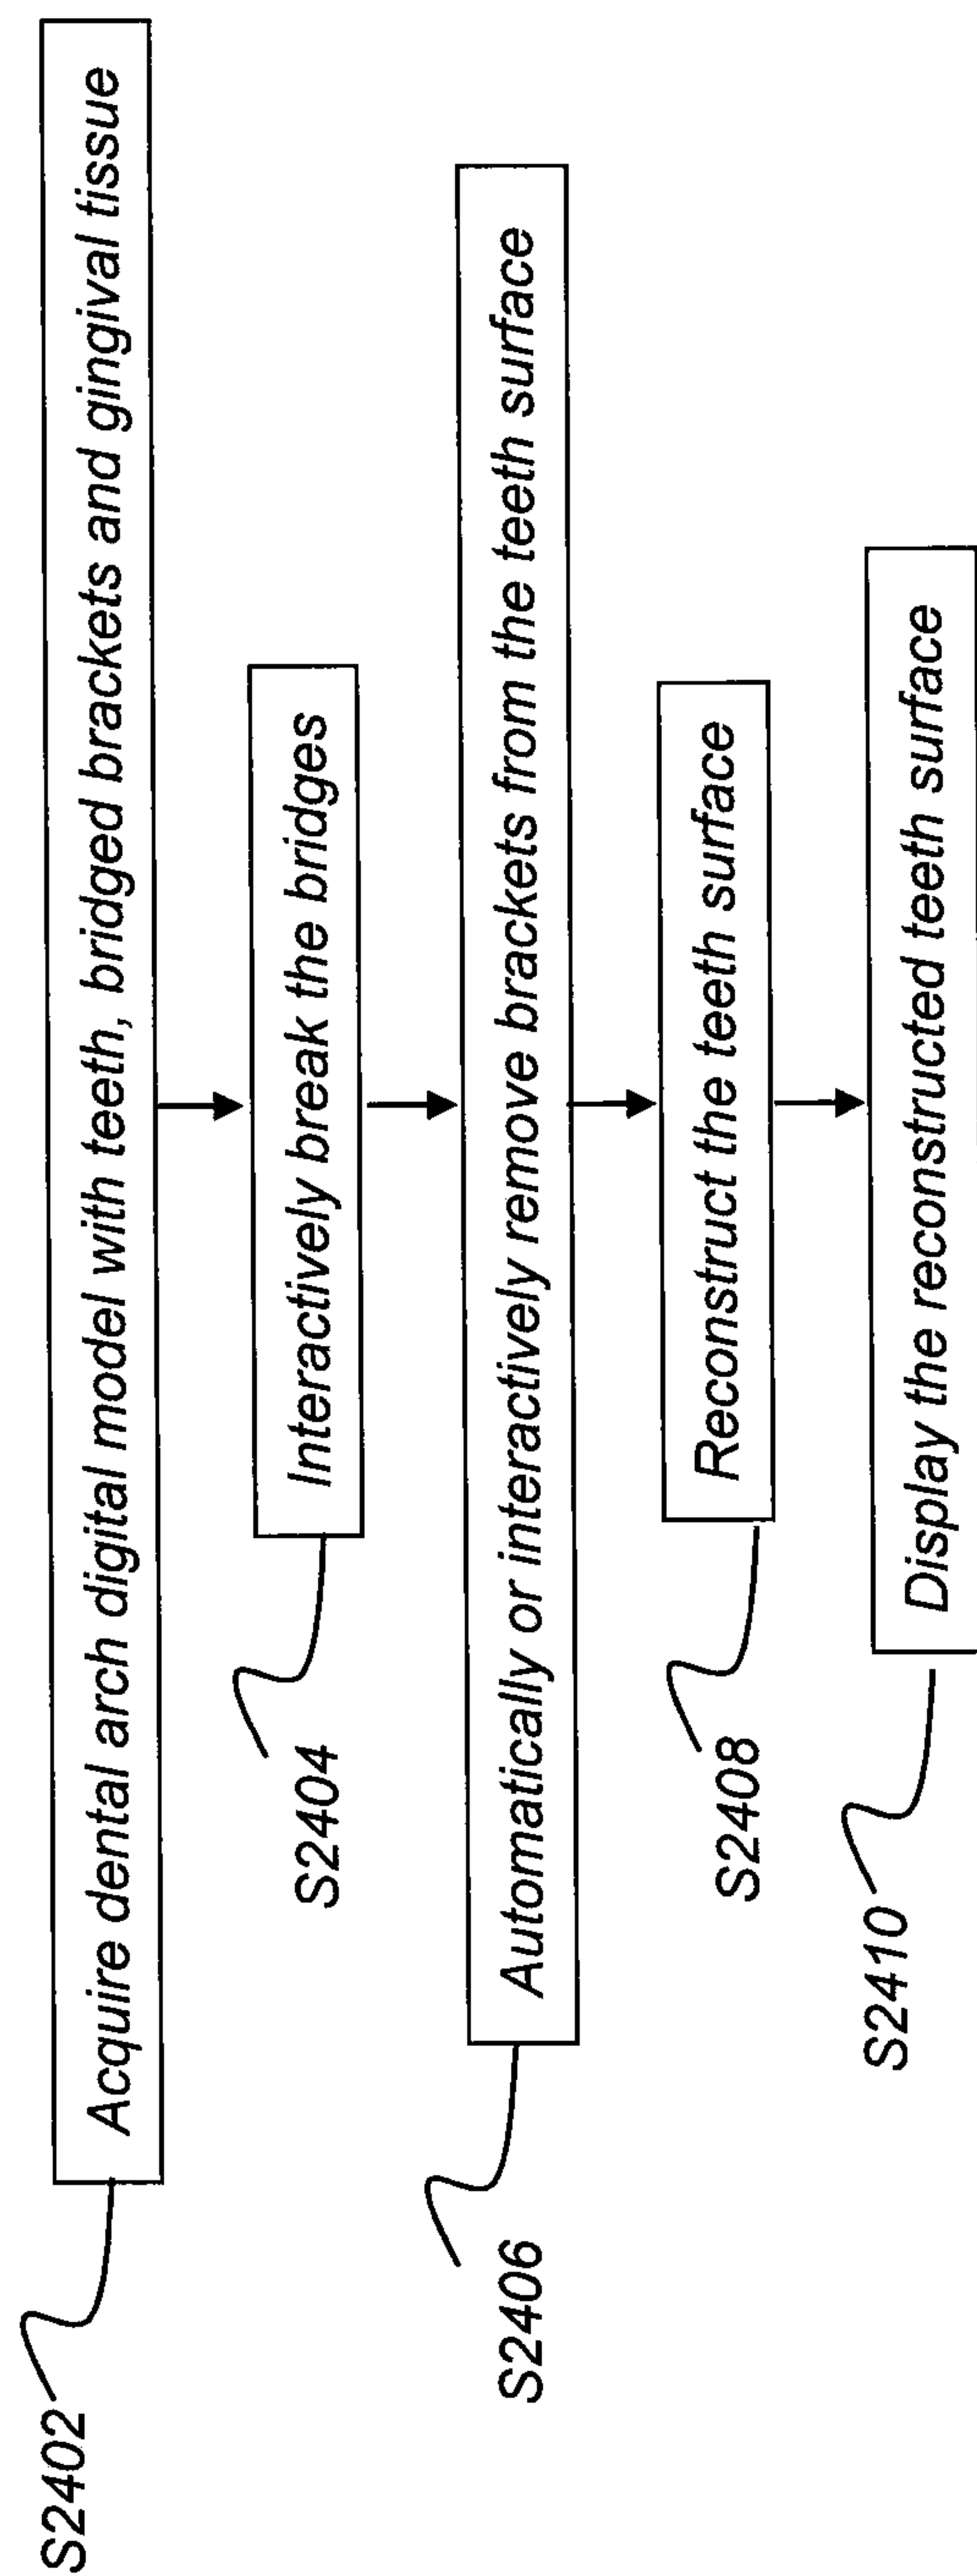 S2402
Acquire dental arch digital model with teeth, bridged brackets and gingival tissue
S2404
Interactively break the bridges
S2406
Automatically or interactively remove brackets from the teeth surface
S2408
Reconstruct the teeth surface
S2410
Display the reconstructed teeth surface